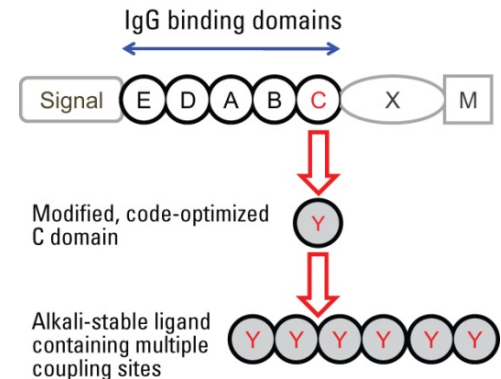 IgG binding domains
Signal E D A B C X M
Modified, code-optimized Y
C domain
Alkali-stable ligand
containing multiple Y Y Y Y Y Y
coupling sites